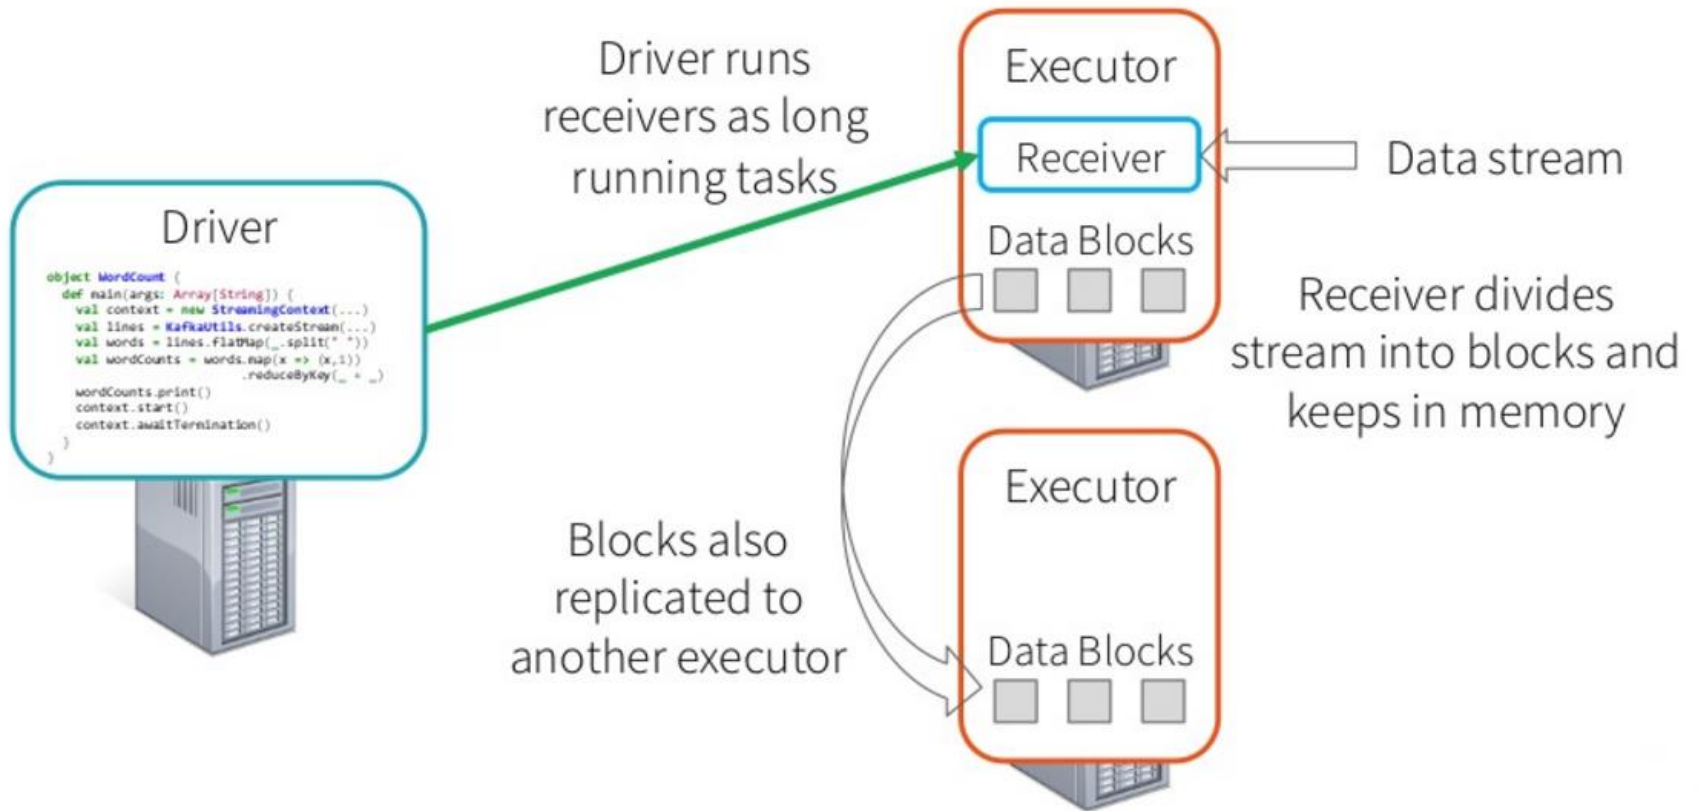 Driver
object WordCount {
def main(args: Array[String]) {
val context = new StreamingContext(...)
val lines = KafkaUtils.createStream(...)
val words = lines.flatMap(_.split(" "))
val wordCounts = words.map(x => (x,1))
.reduceByKey(_ + _)
wordCounts.print()
context.start()
context.awaitTermination()
}
}
Driver runs
receivers as long
running tasks
Executor
Receiver
Data Blocks
Data stream
Receiver divides
stream into blocks and
keeps in memory
Blocks also
replicated to
another executor
Executor
Data Blocks